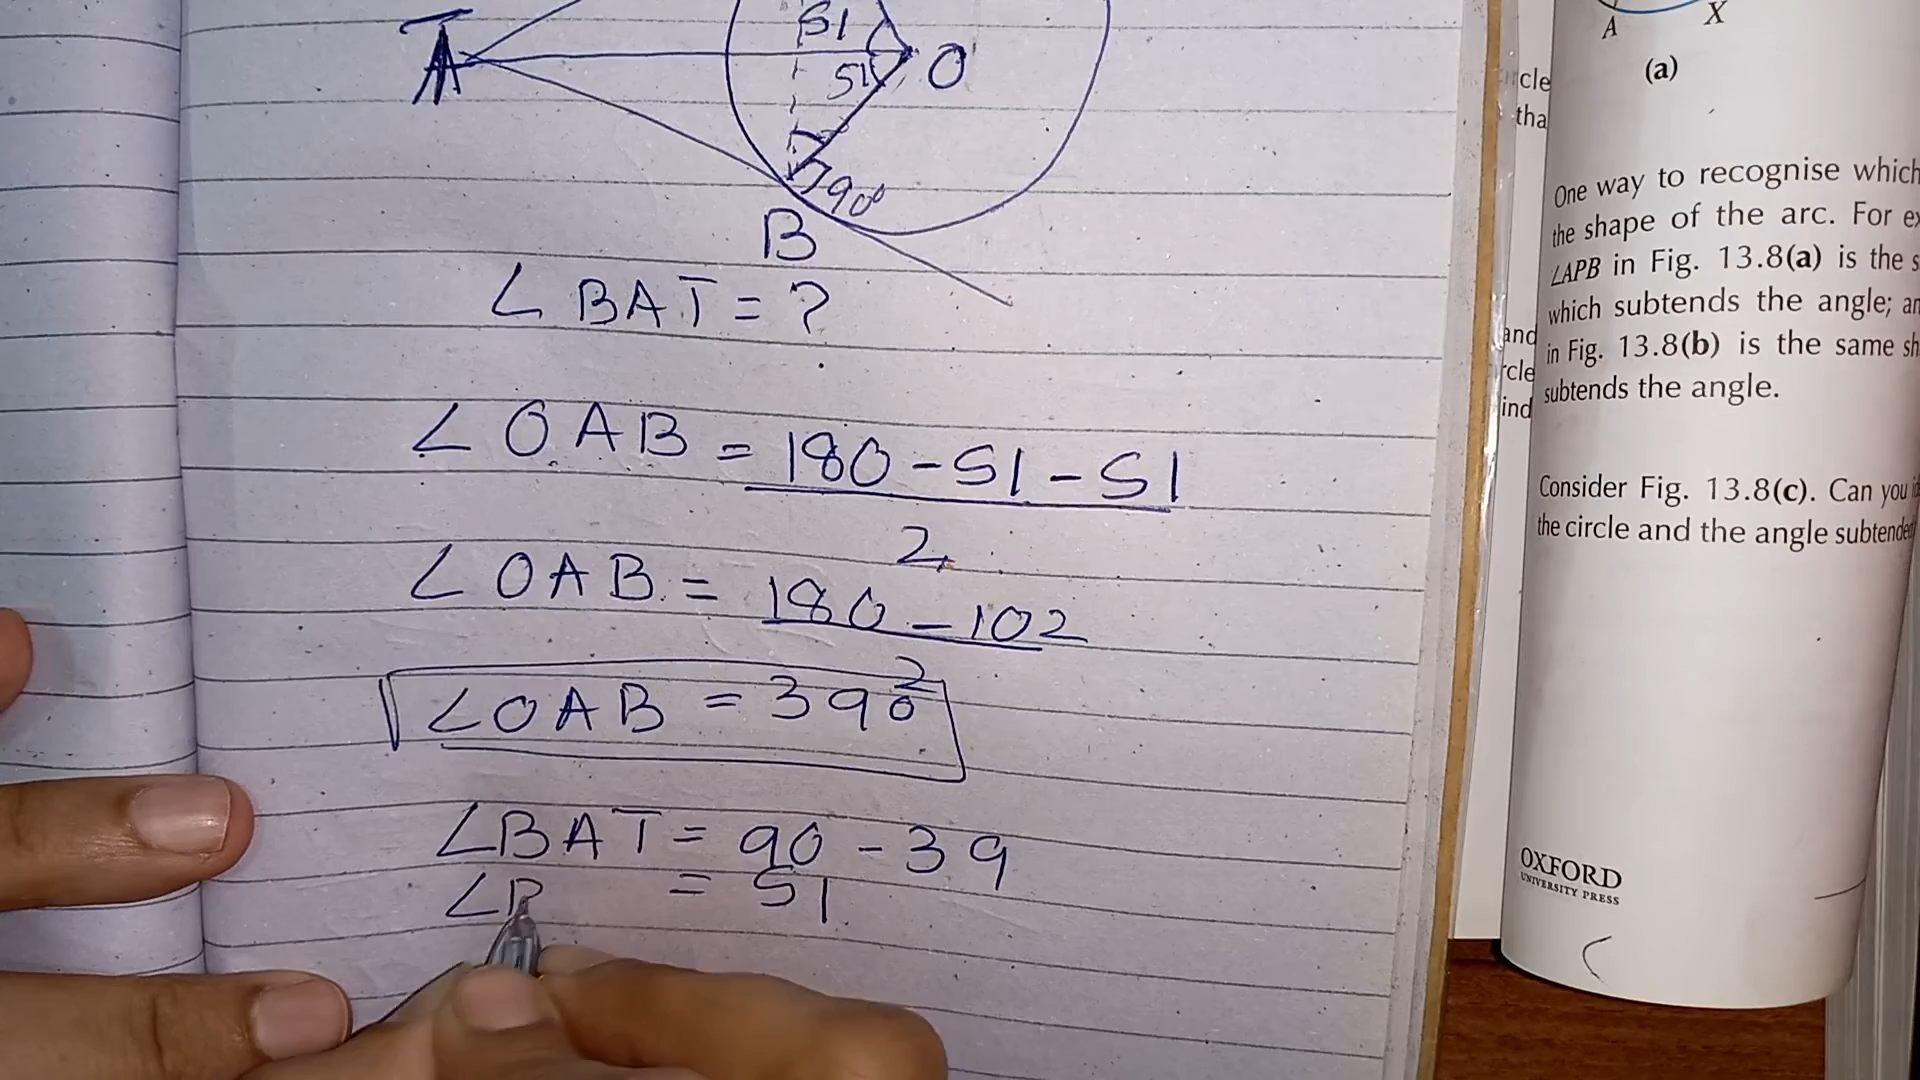 51
T
O
51
90°
B
∠BAT = ?
∠OAB = 180 - 51 - 51
2
∠OAB = 180 - 102
2
∠OAB = 39°
∠BAT = 90 - 39
= 51
A
X
(a)
cle
tha
One way to recognise which
the shape of the arc. For ex
∠APB in Fig. 13.8(a) is the s
which subtends the angle; an
in Fig. 13.8(b) is the same sh
subtends the angle.
and
rcle
ind
Consider Fig. 13.8(c). Can you
the circle and the angle subtended
OXFORD
UNIVERSITY PRESS